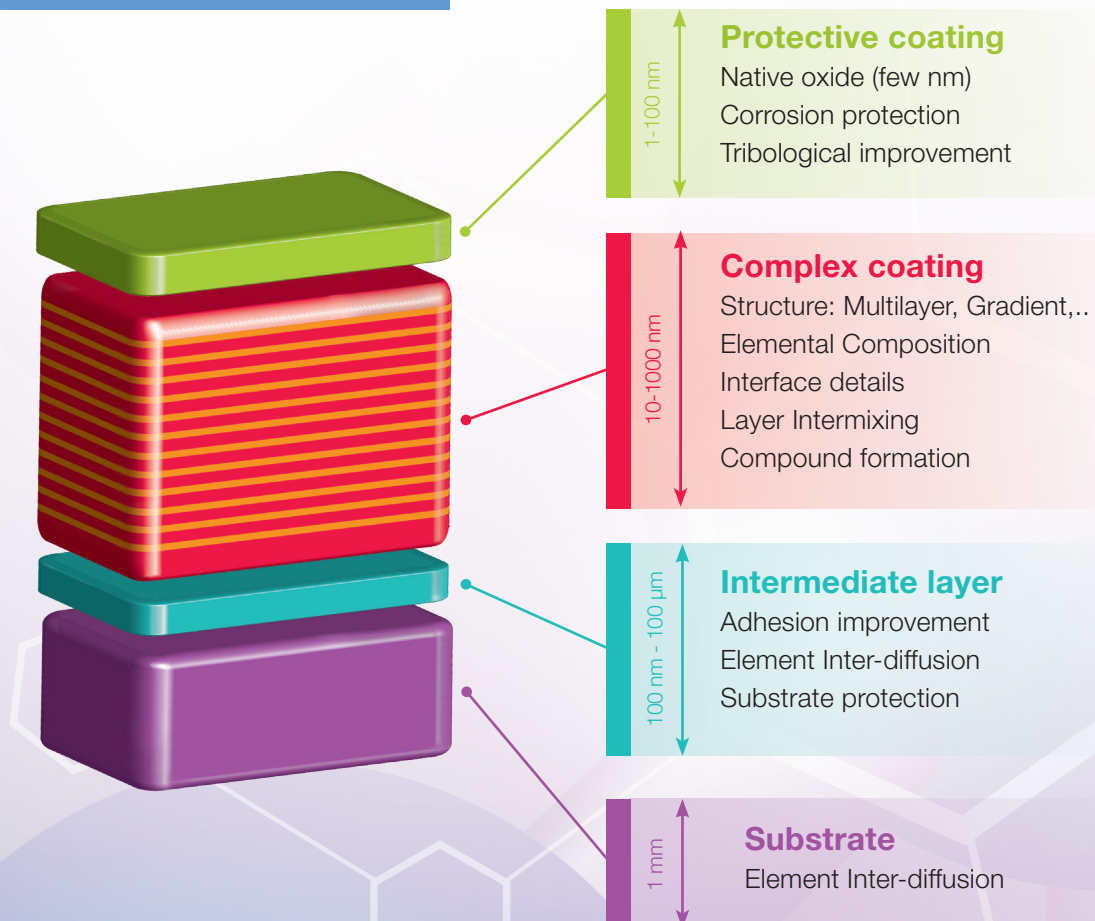 1-100 nm
Protective coating
Native oxide (few nm)
Corrosion protection
Tribological improvement
10-1000 nm
Complex coating
Structure: Multilayer, Gradient,..
Elemental Composition
Interface details
Layer Intermixing
Compound formation
100 nm - 100 µm
Intermediate layer
Adhesion improvement
Element Inter-diffusion
Substrate protection
1 mm
Substrate
Element Inter-diffusion